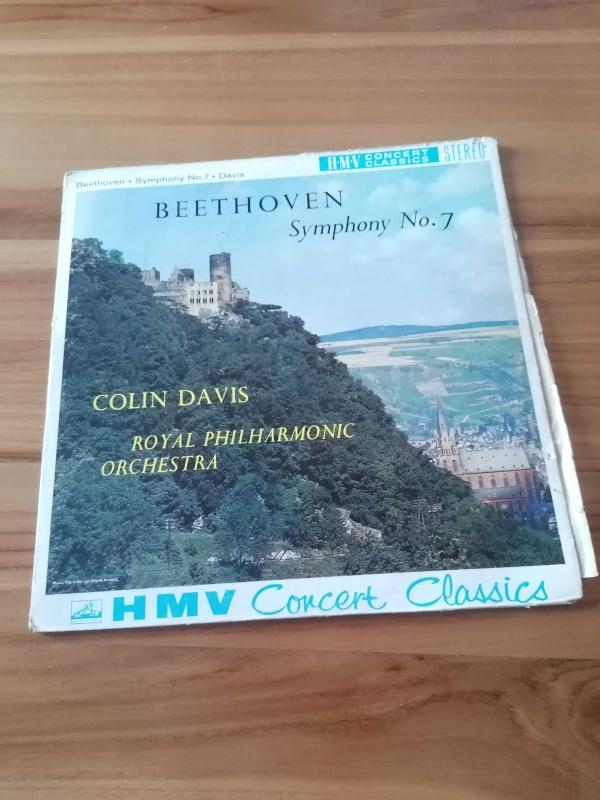 Beethoven • Symphony No.7 • Davis
H·M·V CONCERT CLASSICS STEREO
BEETHOVEN
Symphony No. 7
COLIN DAVIS
ROYAL PHILHARMONIC
ORCHESTRA
HMV Concert Classics